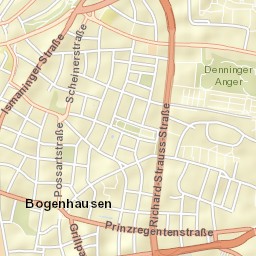 Ismaninger Straße
Scheinerstraße
Denninger
Anger
Possartstraße
Richard-Strauss-Straße
Bogenhausen
Prinzregentenstraße